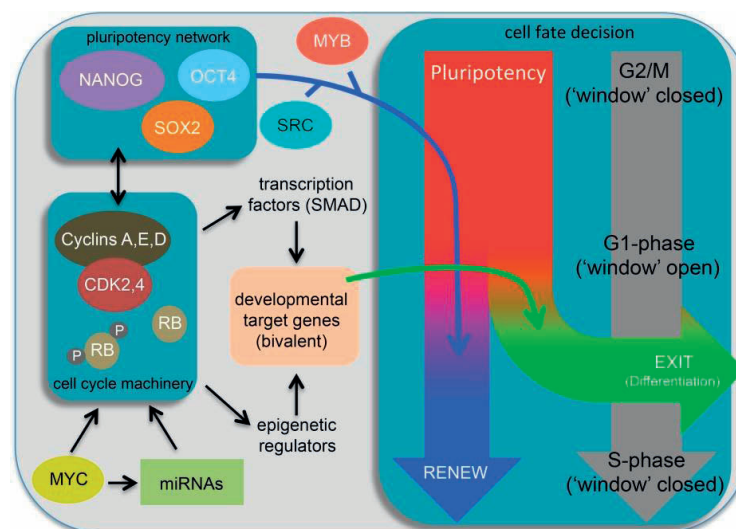 pluripotency network
NANOG
OCT4
SOX2
MYB
SRC
Cyclins A,E,D
CDK2,4
RB
P
RB
P
cell cycle machinery
transcription
factors (SMAD)
developmental
target genes
(bivalent)
epigenetic
regulators
MYC
miRNAs
cell fate decision
Pluripotency
G2/M
(‘window’ closed)
G1-phase
(‘window’ open)
EXIT
(Differentiation)
RENEW
S-phase
(‘window’ closed)